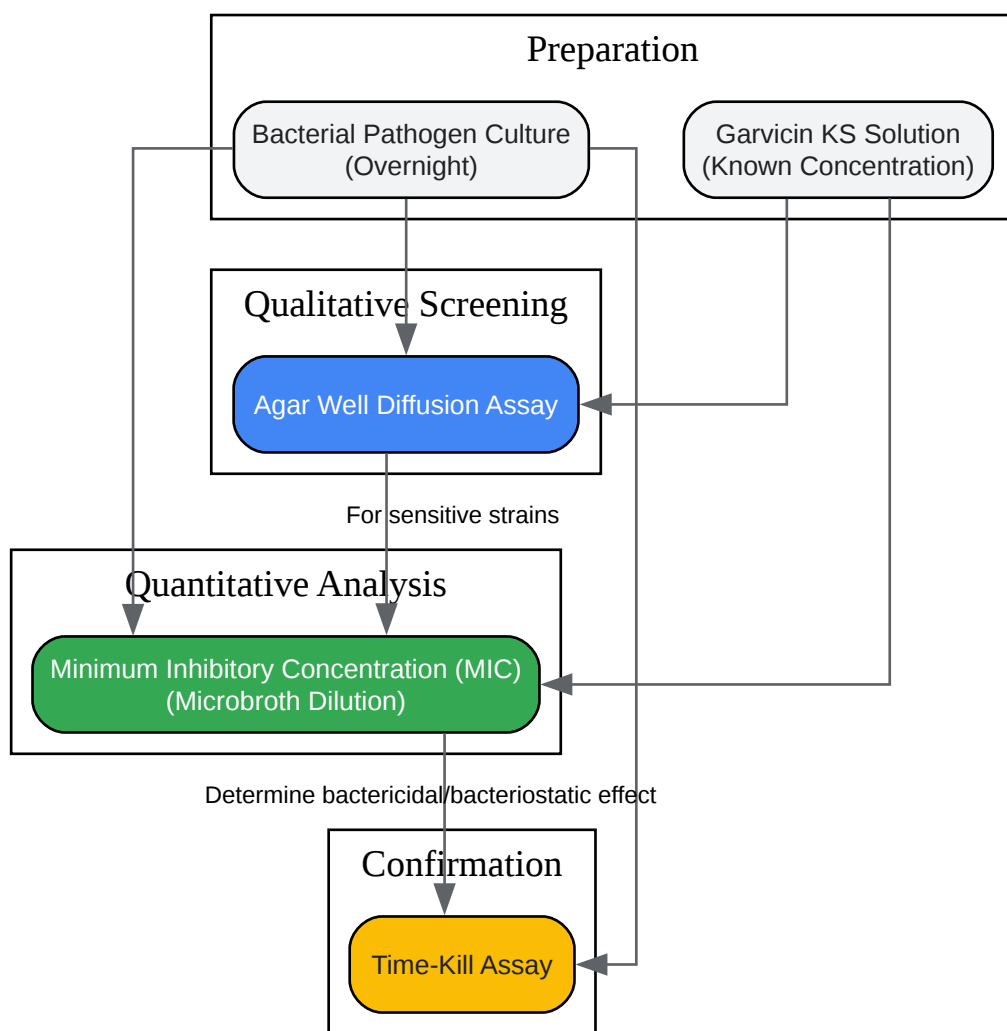 Preparation
Bacterial Pathogen Culture
(Overnight)
Garvicin KS Solution
(Known Concentration)
Qualitative Screening
Agar Well Diffusion Assay
For sensitive strains
Quantitative Analysis
Minimum Inhibitory Concentration (MIC)
(Microbroth Dilution)
Determine bactericidal/bacteriostatic effect
Confirmation
Time-Kill Assay